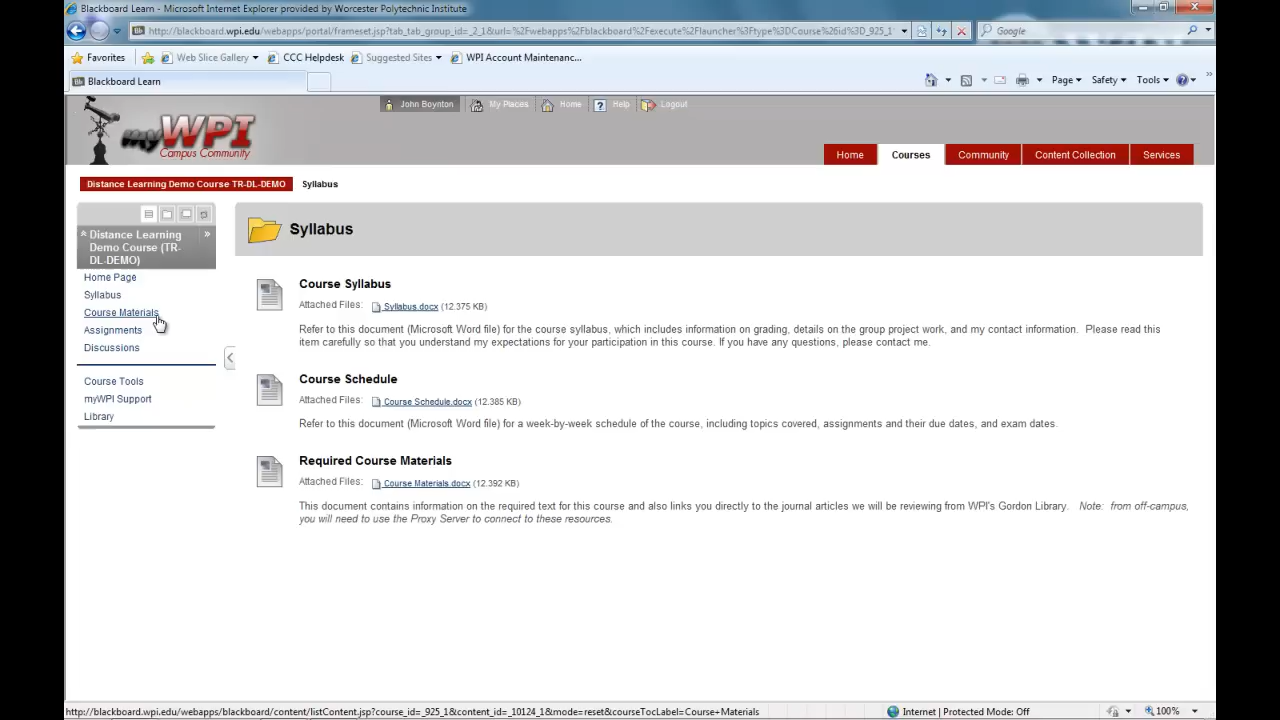 Blackboard Learn - Microsoft Internet Explorer provided by Worcester Polytechnic Institute
http://blackboard.wpi.edu/webapps/portal/frameset.jsp?tab_tab_group_id=_2_1&url=%2Fwebapps%2Fblackboard%2Fexecute%2Flauncher%3Ftype%3DCourse%26id%3D_925_1
Google
Favorites Web Slice Gallery CCC Helpdesk Suggested Sites WPI Account Maintenanc...
Blackboard Learn
Page Safety Tools
John Boynton My Places Home Help Logout
myWPI
Campus Community
Home Courses Community Content Collection Services
Distance Learning Demo Course TR-DL-DEMO Syllabus
Distance Learning
Demo Course (TR-
DL-DEMO)
Home Page
Syllabus
Course Materials
Assignments
Discussions
Course Tools
myWPI Support
Library
Syllabus
Course Syllabus
Attached Files: Syllabus.docx (12.375 KB)
Refer to this document (Microsoft Word file) for the course syllabus, which includes information on grading, details on the group project work, and my contact information. Please read this
item carefully so that you understand my expectations for your participation in this course. If you have any questions, please contact me.
Course Schedule
Attached Files: Course Schedule.docx (12.385 KB)
Refer to this document (Microsoft Word file) for a week-by-week schedule of the course, including topics covered, assignments and their due dates, and exam dates.
Required Course Materials
Attached Files: Course Materials.docx (12.392 KB)
This document contains information on the required text for this course and also links you directly to the journal articles we will be reviewing from WPI's Gordon Library. Note: from off-campus,
you will need to use the Proxy Server to connect to these resources.
http://blackboard.wpi.edu/webapps/blackboard/content/listContent.jsp?course_id=_925_1&content_id=_10124_1&mode=reset&courseTocLabel=Course+Materials
Internet | Protected Mode: Off
100%